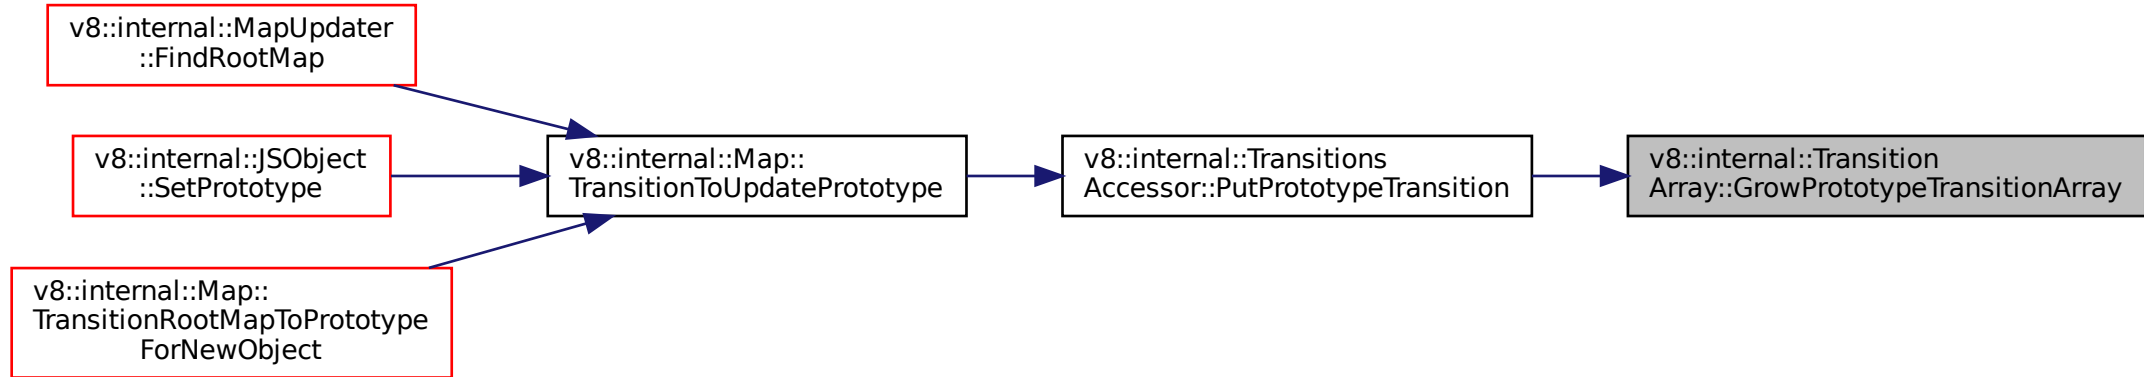 v8::internal::MapUpdater
::FindRootMap
v8::internal::JSObject
::SetPrototype
v8::internal::Map::
TransitionRootMapToPrototype
ForNewObject
v8::internal::Map::
TransitionToUpdatePrototype
v8::internal::Transitions
Accessor::PutPrototypeTransition
v8::internal::Transition
Array::GrowPrototypeTransitionArray